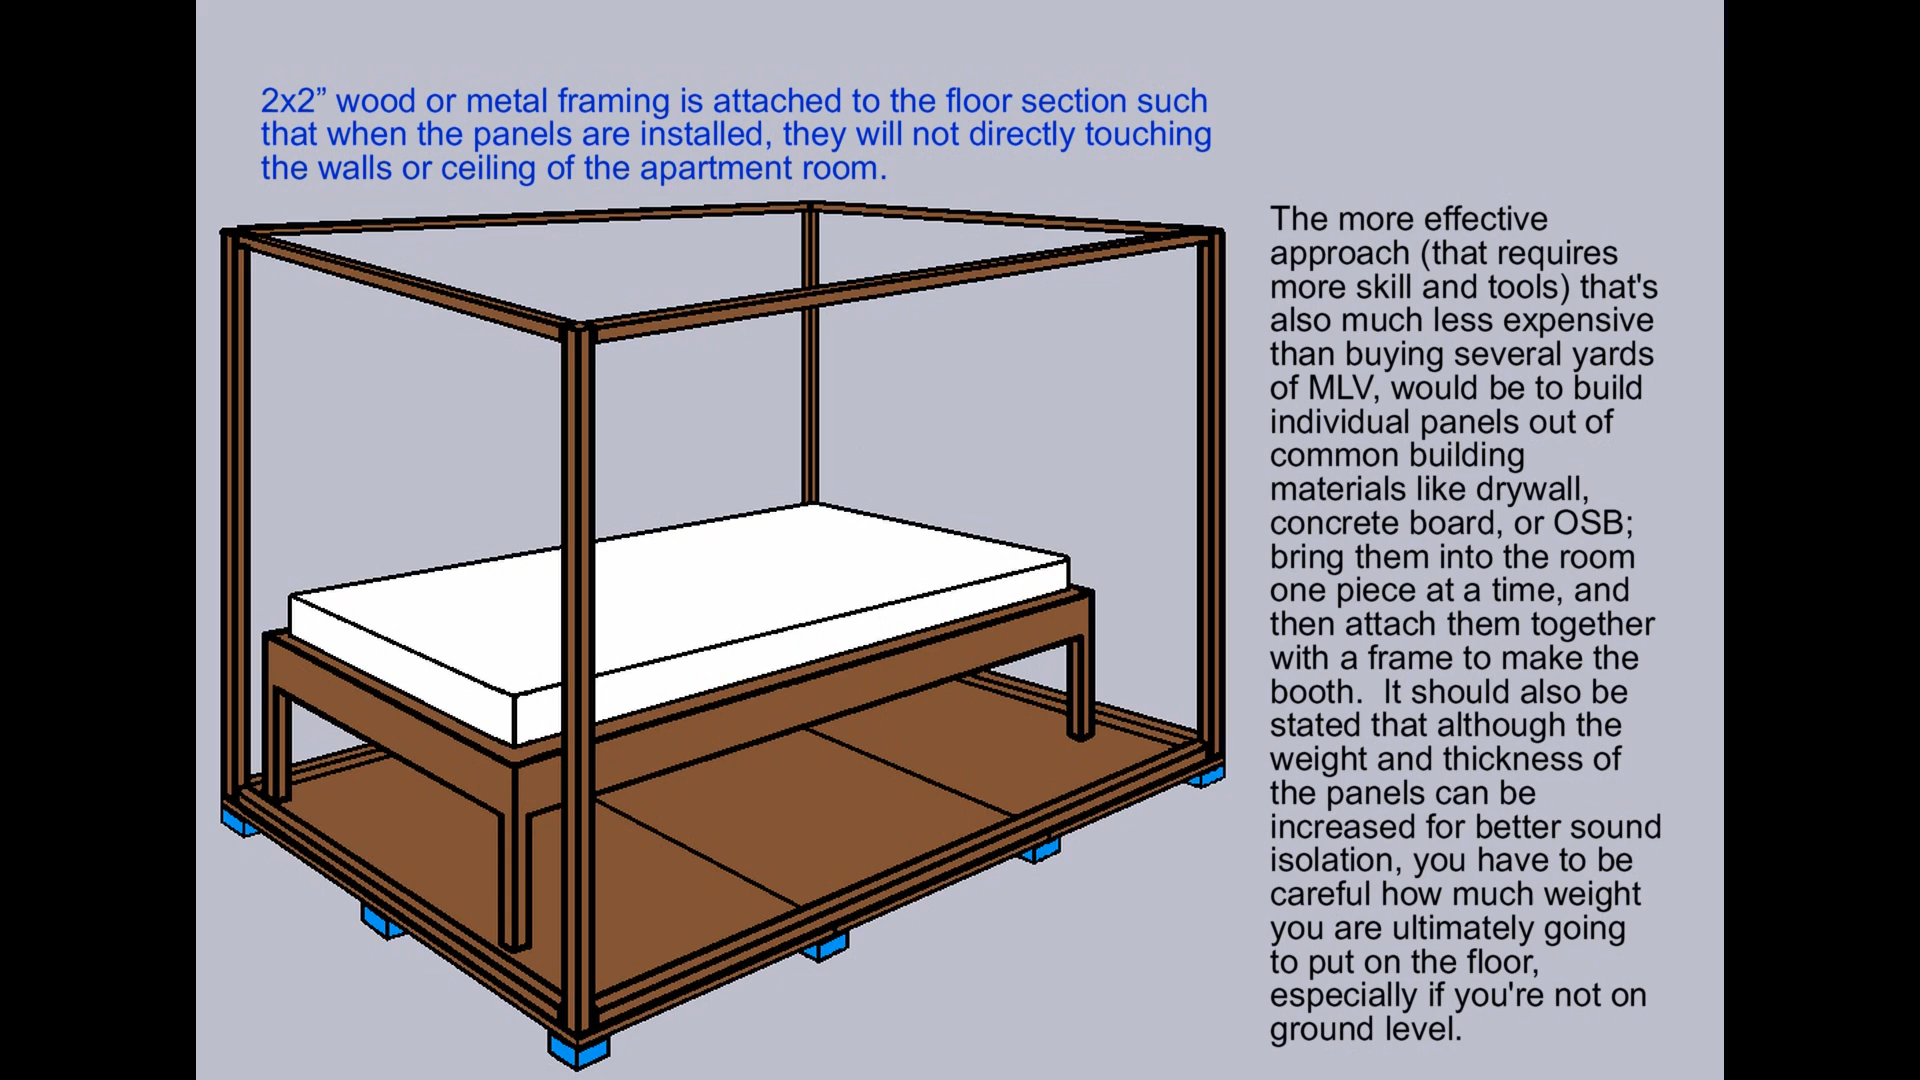 2x2” wood or metal framing is attached to the floor section such
that when the panels are installed, they will not directly touching
the walls or ceiling of the apartment room.
The more effective
approach (that requires
more skill and tools) that's
also much less expensive
than buying several yards
of MLV, would be to build
individual panels out of
common building
materials like drywall,
concrete board, or OSB;
bring them into the room
one piece at a time, and
then attach them together
with a frame to make the
booth.  It should also be
stated that although the
weight and thickness of
the panels can be
increased for better sound
isolation, you have to be
careful how much weight
you are ultimately going
to put on the floor,
especially if you're not on
ground level.